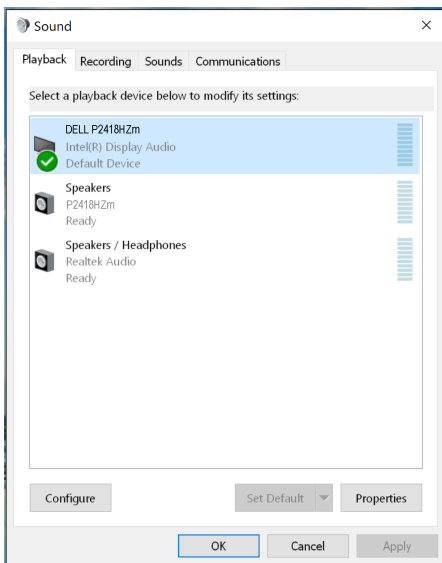 Sound
Playback Recording Sounds Communications
Select a playback device below to modify its settings:
DELL P2418HZm
Intel(R) Display Audio
Default Device
Speakers
P2418HZm
Ready
Speakers / Headphones
Realtek Audio
Ready
Configure Set Default Properties
OK Cancel Apply